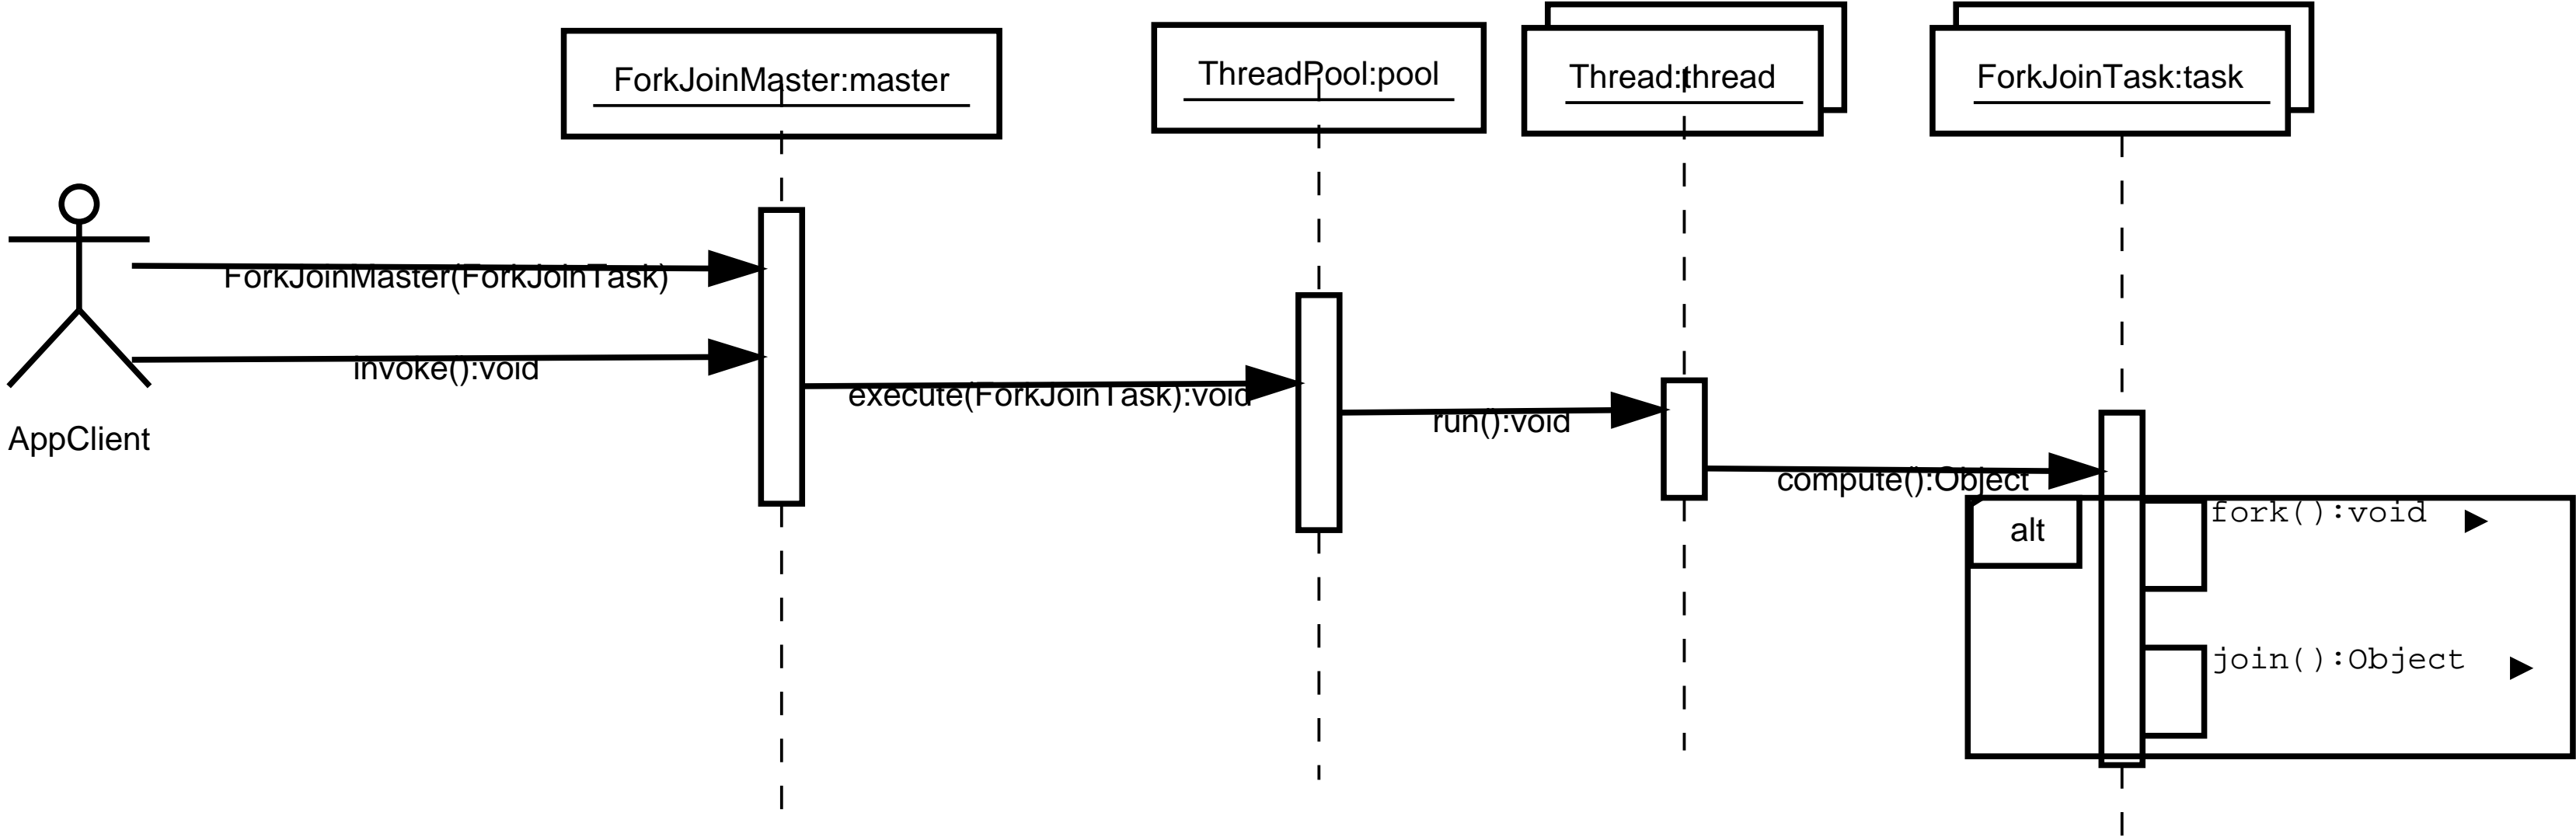 ForkJoinMaster:master
ThreadPool:pool
Thread:thread
ForkJoinTask:task
ForkJoinMaster(ForkJoinTask)
invoke():void
execute(ForkJoinTask):void
run():void
AppClient
compute():Object
alt
fork():void
join():Object